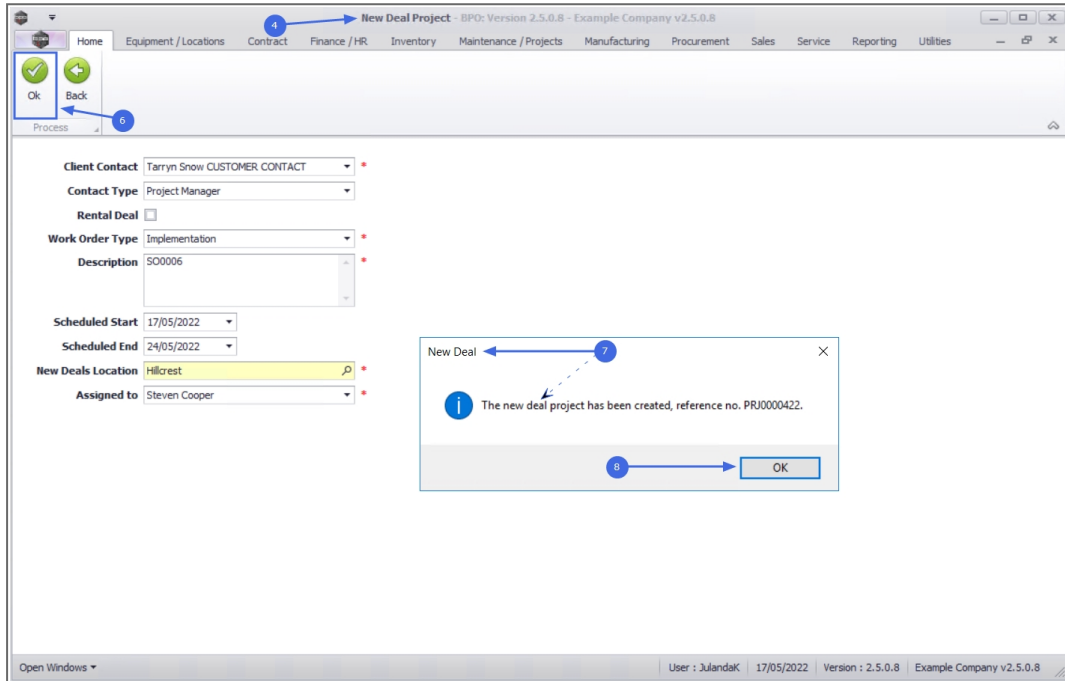 New Deal Project - BPO: Version 2.5.0.8 - Example Company v2.5.0.8
4
Home Equipment / Locations Contract Finance / HR Inventory Maintenance / Projects Manufacturing Procurement Sales Service Reporting Utilities
Ok Back
6
Process
Client Contact Tarryn Snow CUSTOMER CONTACT *
Contact Type Project Manager
Rental Deal
Work Order Type Implementation *
Description SO0006 *
Scheduled Start 17/05/2022
Scheduled End 24/05/2022
New Deals Location Hillcrest *
Assigned to Steven Cooper *
New Deal 7
The new deal project has been created, reference no. PRJ0000422.
8 OK
Open Windows User : JulandaK 17/05/2022 Version : 2.5.0.8 Example Company v2.5.0.8